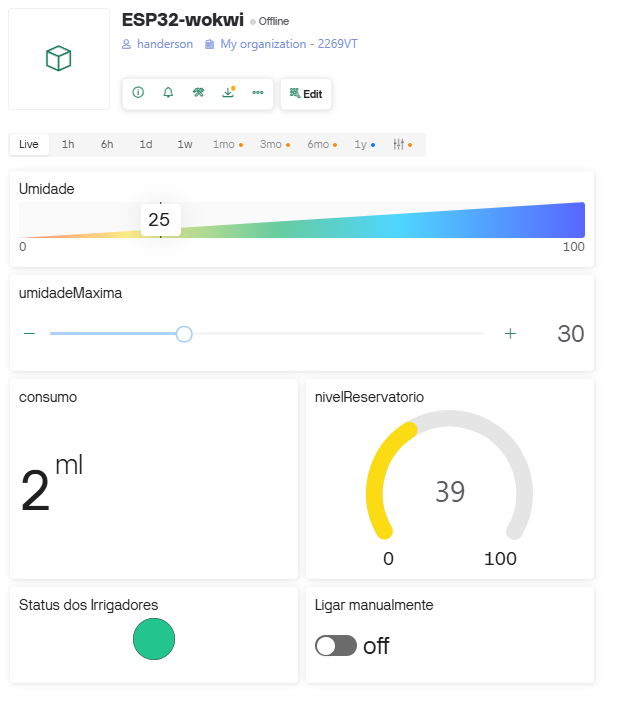 ESP32-wokwi Offline
handerson My organization - 2269VT
Edit
Live 1h 6h 1d 1w 1mo 3mo 6mo 1y
Umidade
25
0 100
umidadeMaxima
30
consumo
2 ml
nivelReservatorio
39
0 100
Status dos Irrigadores
Ligar manualmente
off